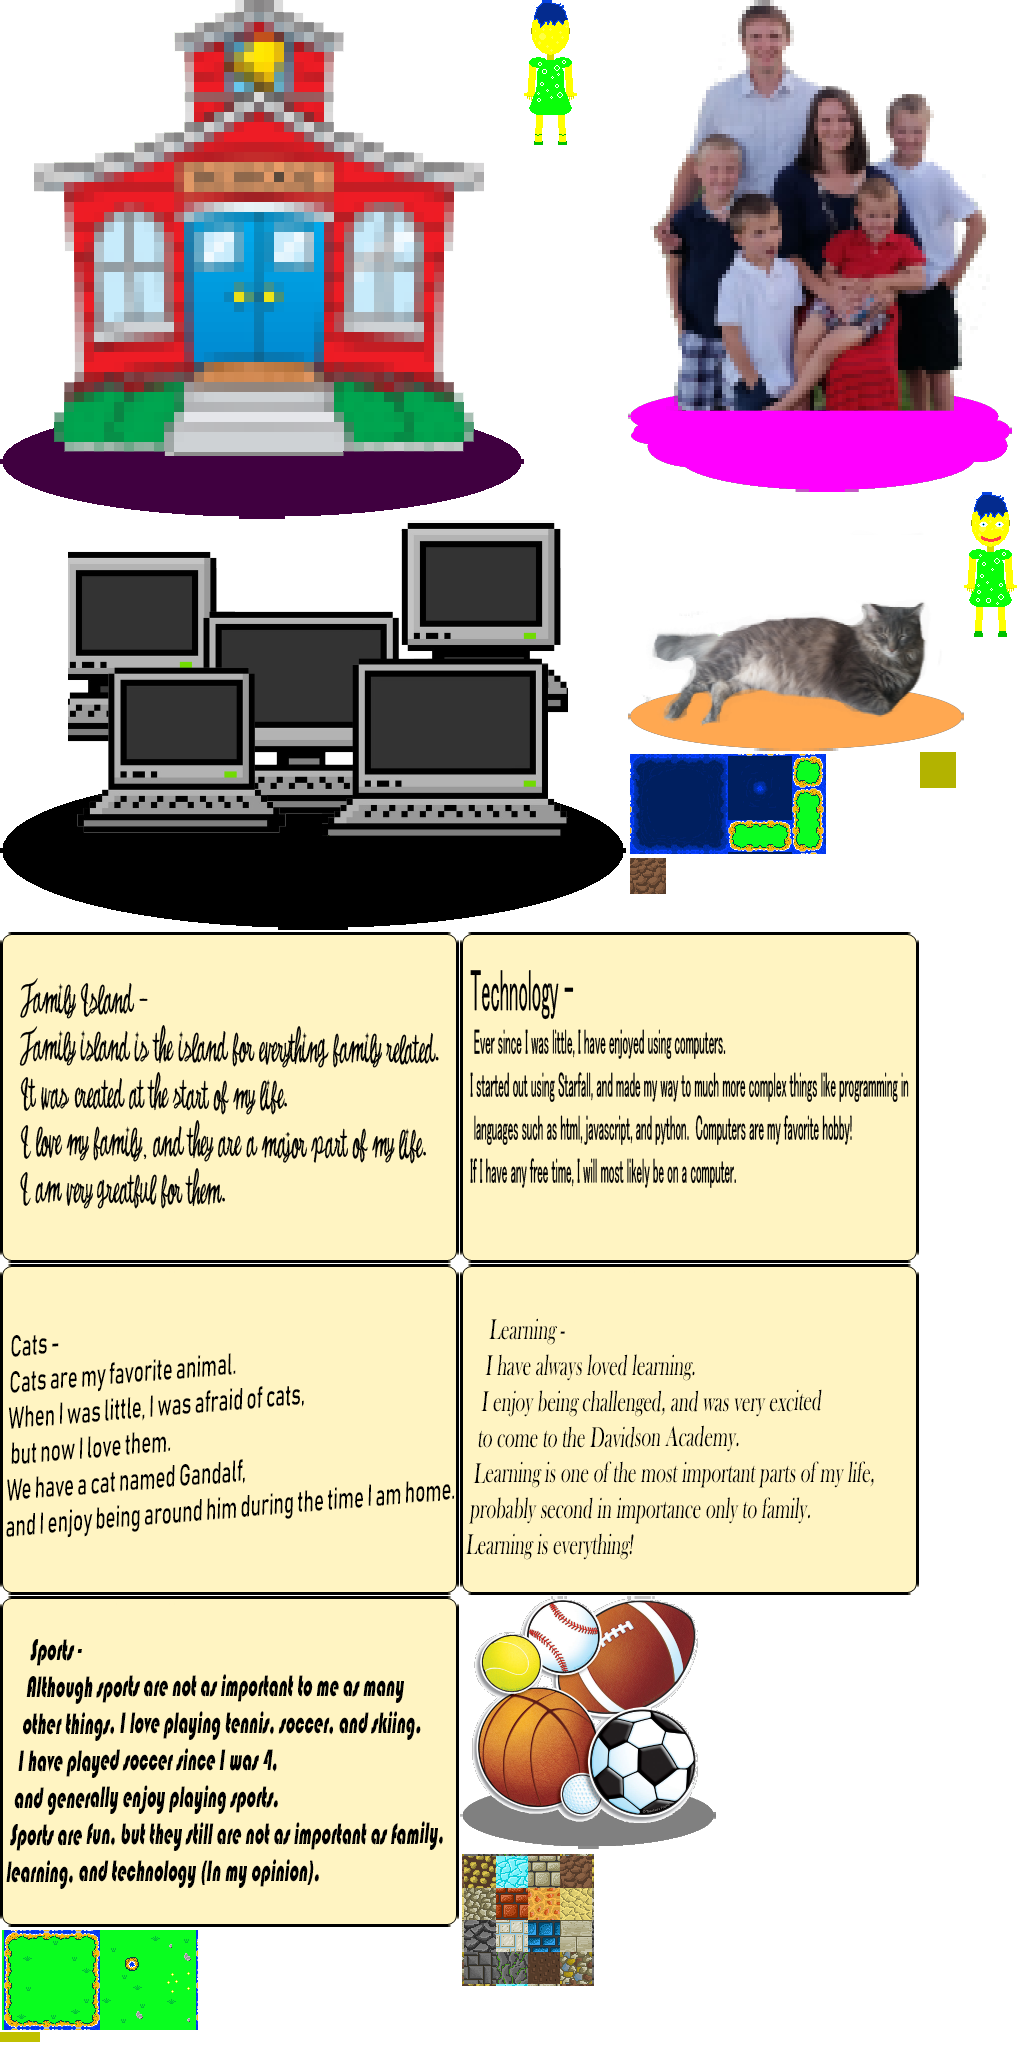 Family Island -
Family island is the island for everything family related.
It was created at the start of my life.
I love my family, and they are a major part of my life.
I am very greatful for them.
Technology -
Ever since I was little, I have enjoyed using computers.
I started out using Starfall, and made my way to much more complex things like programming in
languages such as html, javascript, and python. Computers are my favorite hobby!
If I have any free time, I will most likely be on a computer.
Cats -
Cats are my favorite animal.
When I was little, I was afraid of cats,
but now I love them.
We have a cat named Gandalf,
and I enjoy being around him during the time I am home.
Learning -
I have always loved learning.
I enjoy being challenged, and was very excited
to come to the Davidson Academy.
Learning is one of the most important parts of my life,
probably second in importance only to family.
Learning is everything!
Sports -
Although sports are not as important to me as many
other things, I love playing tennis, soccer, and skiing.
I have played soccer since I was 4,
and generally enjoy playing sports.
Sports are fun, but they still are not as important as family,
learning, and technology (In my opinion).